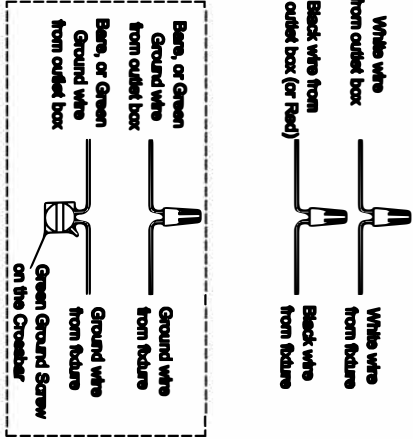 White wire
from outlet box
White wire
from fixture
Black wire from
outlet box (or Red)
Black wire
from fixture
Bare, or Green
Ground wire
from outlet box
Ground wire
from fixture
Bare, or Green
Ground wire
from outlet box
Ground wire
from fixture
Green Ground Screw
on the Crossbar